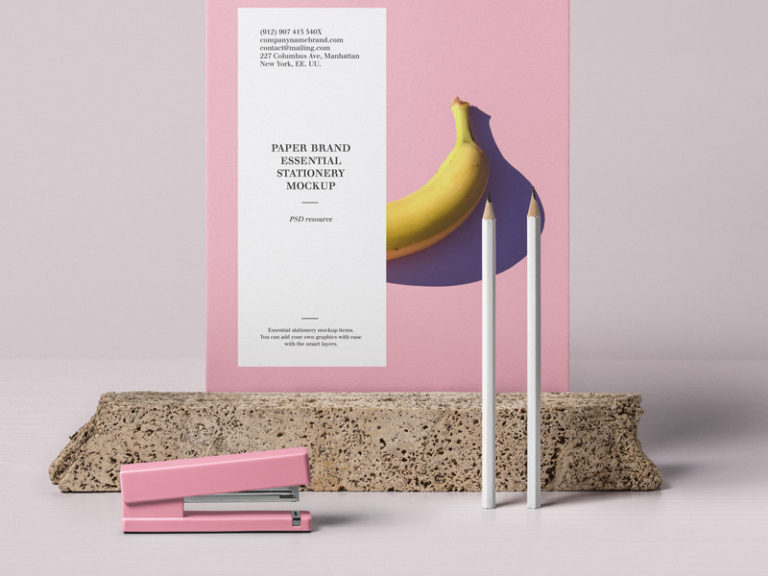 (912) 907 415 540X
companynamebrand.com
contact@mailing.com
227 Columbus Ave, Manhattan
New York, EE. UU.
PAPER BRAND
ESSENTIAL
STATIONERY
MOCKUP
PSD resource
Essential stationery mockup items.
You can add your own graphics with ease
with the smart layers.